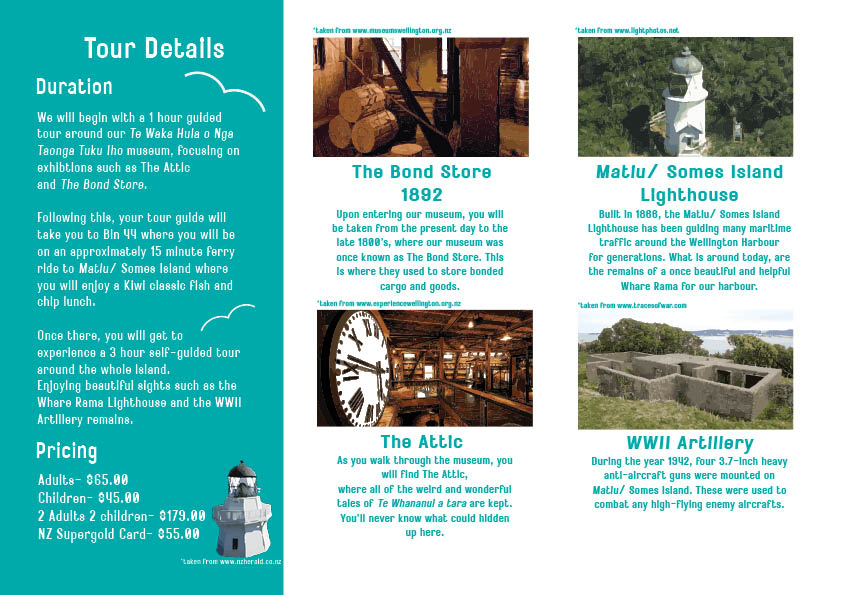 Tour Details
Duration
We will begin with a 1 hour guided
tour around our Te Waka Huia o Nga
Taonga Tuku Iho museum, focusing on
exhibtions such as The Attic
and The Bond Store.
Following this, your tour guide will
take you to Bin 44 where you will be
on an approximately 15 minute ferry
ride to Matiu/ Somes Island where
you will enjoy a Kiwi classic fish and
chip lunch.
Once there, you will get to
experience a 3 hour self-guided tour
around the whole Island.
Enjoying beautiful sights such as the
Whare Rama Lighthouse and the WWII
Artillery remains.
Pricing
Adults- $65.00
Children- $45.00
2 Adults 2 children- $179.00
NZ Supergold Card- $55.00
*taken from www.nzherald.co.nz
*taken from www.museumswellington.org.nz
The Bond Store
1892
Upon entering our museum, you will
be taken from the present day to the
late 1800's, where our museum was
once known as The Bond Store. This
is where they used to store bonded
cargo and goods.
*taken from www.experiencewellington.org.nz
The Attic
As you walk through the museum, you
will find The Attic,
where all of the weird and wonderful
tales of Te Whananui a tara are kept.
You'll never know what could hidden
up here.
*taken from www.lightphotos.net
Matiu/ Somes Island
Lighthouse
Built in 1866, the Matiu/ Somes Island
Lighthouse has been guiding many maritime
traffic around the Wellington Harbour
for generations. What is around today, are
the remains of a once beautiful and helpful
Whare Rama for our harbour.
*taken from www.tracesofwar.com
WWII Artillery
During the year 1942, four 3.7-inch heavy
anti-aircraft guns were mounted on
Matiu/ Somes Island. These were used to
combat any high-flying enemy aircrafts.